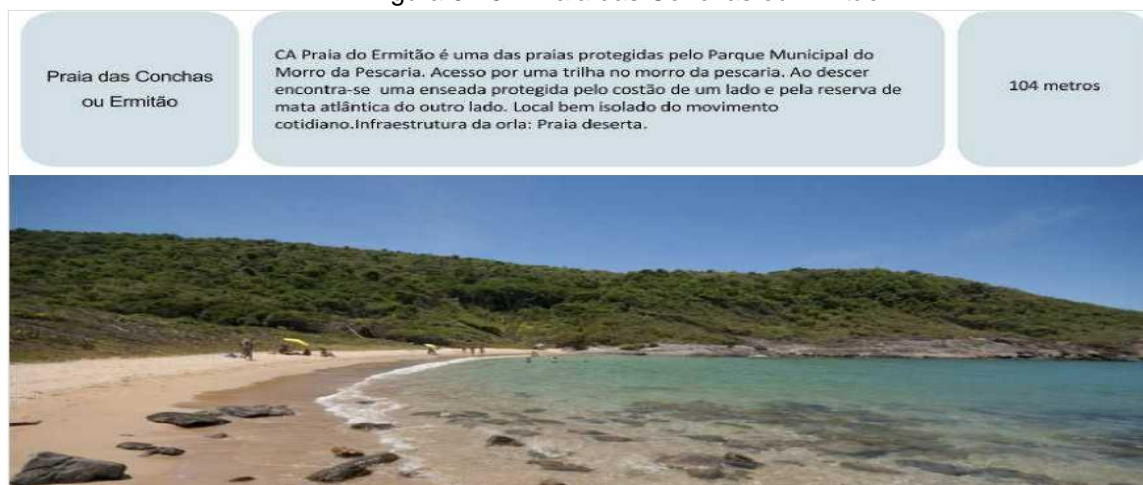 Praia das Conchas
ou Ermitão
CA Praia do Ermitão é uma das praias protegidas pelo Parque Municipal do
Morro da Pescaria. Acesso por uma trilha no morro da pescaria. Ao descer
encontra-se  uma enseada protegida pelo costão de um lado e pela reserva de
mata atlântica do outro lado. Local bem isolado do movimento
cotidiano.Infraestrutura da orla: Praia deserta.
104 metros